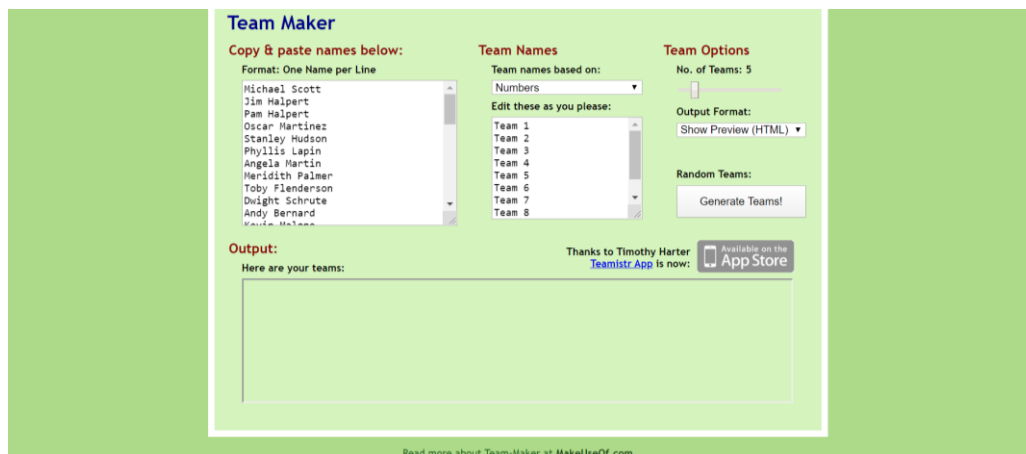 Team Maker
Copy & paste names below:
Format: One Name per Line
Michael Scott
Jim Halpert
Pam Halpert
Oscar Martinez
Stanley Hudson
Phyllis Lapin
Angela Martin
Meridith Palmer
Toby Flenderson
Dwight Schrute
Andy Bernard
Kevin Malone
Team Names
Team names based on:
Numbers
Edit these as you please:
Team 1
Team 2
Team 3
Team 4
Team 5
Team 6
Team 7
Team 8
Team Options
No. of Teams: 5
Output Format:
Show Preview (HTML)
Random Teams:
Generate Teams!
Output:
Here are your teams:
Thanks to Timothy Harter
Teamistr App is now:
Available on the
App Store
Read more about Team-Maker at MakeUseOf.com